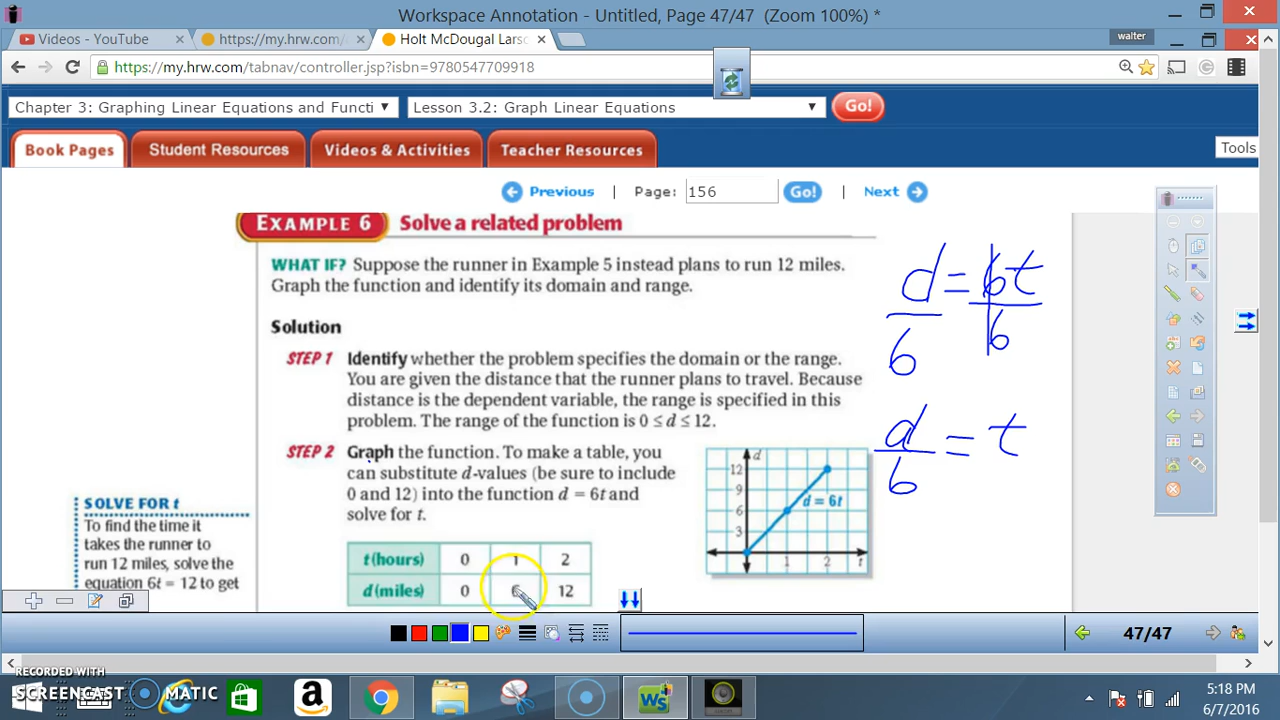 Workspace Annotation - Untitled, Page 47/47 (Zoom 100%) *
Videos - YouTube
https://my.hrw.com/
Holt McDougal Lars
walter
https://my.hrw.com/tabnav/controller.jsp?isbn=9780547709918
Chapter 3: Graphing Linear Equations and Functi
Lesson 3.2: Graph Linear Equations
Go!
Book Pages
Student Resources
Videos & Activities
Teacher Resources
Tools
Previous | Page: 156 Go! | Next
EXAMPLE 6 Solve a related problem
WHAT IF? Suppose the runner in Example 5 instead plans to run 12 miles.
Graph the function and identify its domain and range.
Solution
STEP 1 Identify whether the problem specifies the domain or the range.
You are given the distance that the runner plans to travel. Because
distance is the dependent variable, the range is specified in this
problem. The range of the function is 0 ≤ d ≤ 12.
STEP 2 Graph the function. To make a table, you
can substitute d-values (be sure to include
0 and 12) into the function d = 6t and
solve for t.
SOLVE FOR t
To find the time it
takes the runner to
run 12 miles, solve the
equation 6t = 12 to get
t (hours) 0 1 2
d (miles) 0 6 12
d
12
9
6
3
d = 6t
1 2 t
d = 6t
6 6
d = t
6
47/47
RECORDED WITH
SCREENCAST MATIC
5:18 PM
6/7/2016